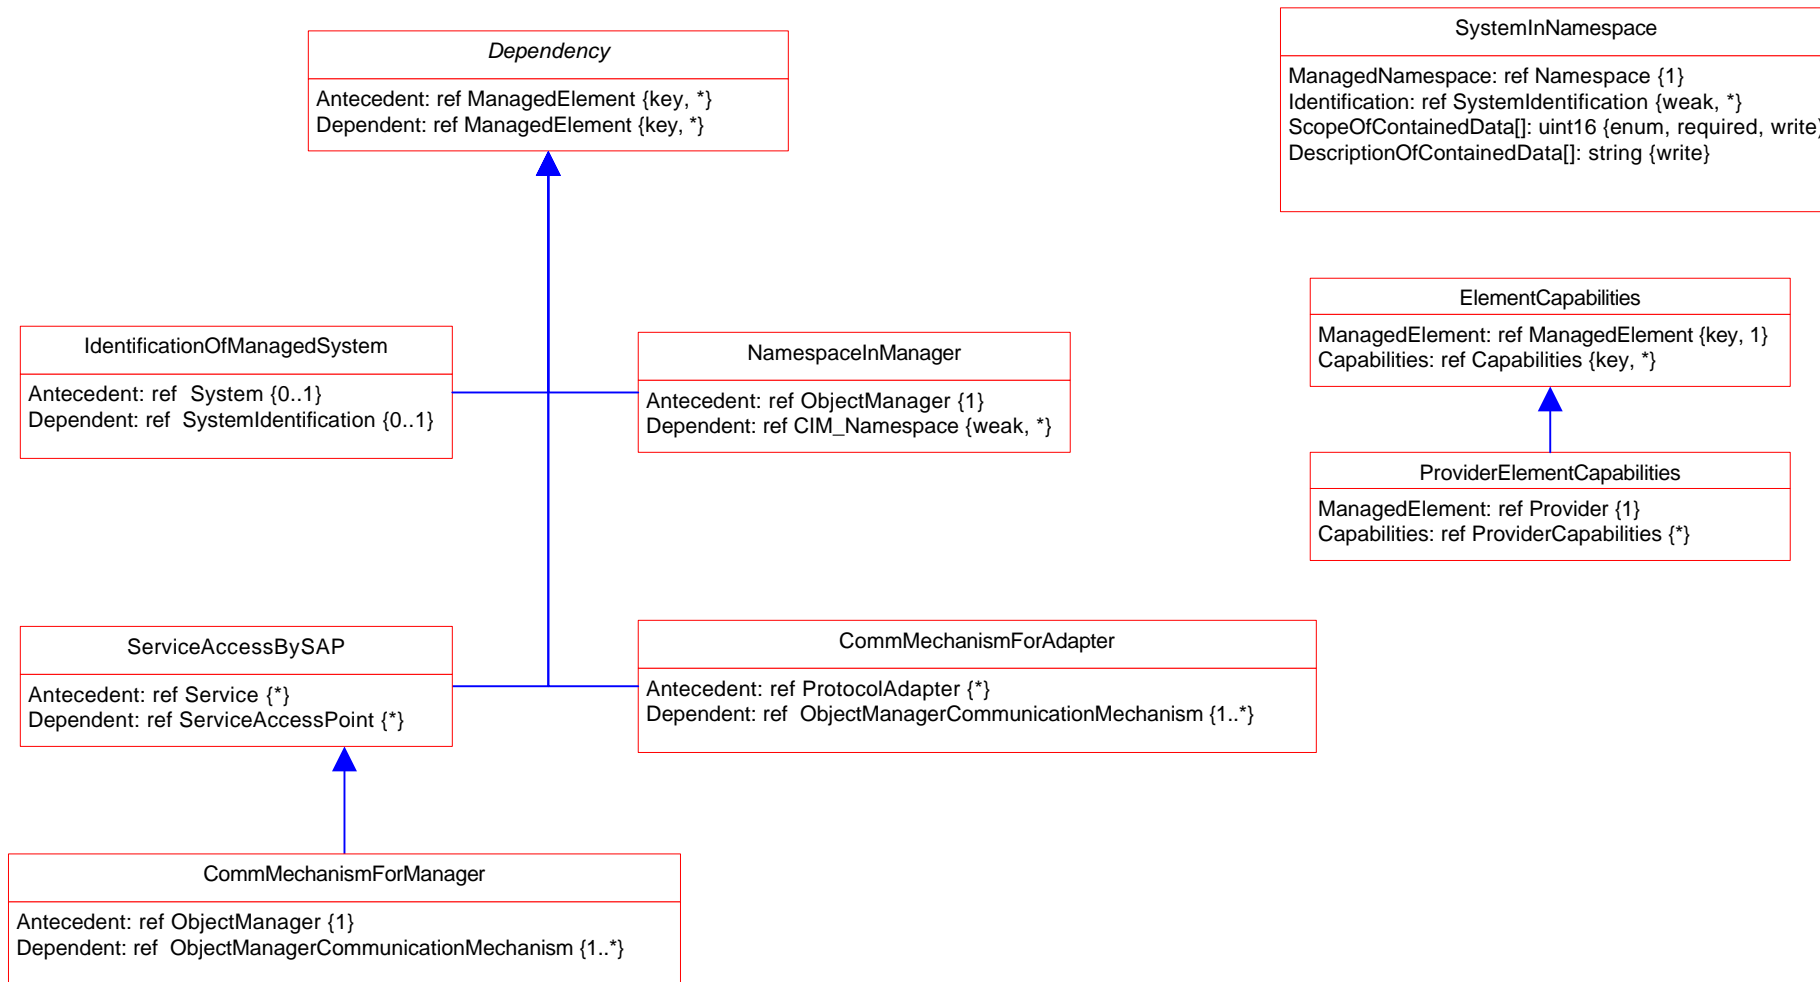 Dependency
Antecedent: ref ManagedElement {key, *}
Dependent: ref ManagedElement {key, *}
SystemInNamespace
ManagedNamespace: ref Namespace {1}
Identification: ref SystemIdentification {weak, *}
ScopeOfContainedData[]: uint16 {enum, required, write}
DescriptionOfContainedData[]: string {write}
ElementCapabilities
ManagedElement: ref ManagedElement {key, 1}
Capabilities: ref Capabilities {key, *}
IdentificationOfManagedSystem
Antecedent: ref System {0..1}
Dependent: ref SystemIdentification {0..1}
NamespaceInManager
Antecedent: ref ObjectManager {1}
Dependent: ref CIM_Namespace {weak, *}
ProviderElementCapabilities
ManagedElement: ref Provider {1}
Capabilities: ref ProviderCapabilities {*}
ServiceAccessBySAP
Antecedent: ref Service {*}
Dependent: ref ServiceAccessPoint {*}
CommMechanismForAdapter
Antecedent: ref ProtocolAdapter {*}
Dependent: ref ObjectManagerCommunicationMechanism {1..*}
CommMechanismForManager
Antecedent: ref ObjectManager {1}
Dependent: ref ObjectManagerCommunicationMechanism {1..*}